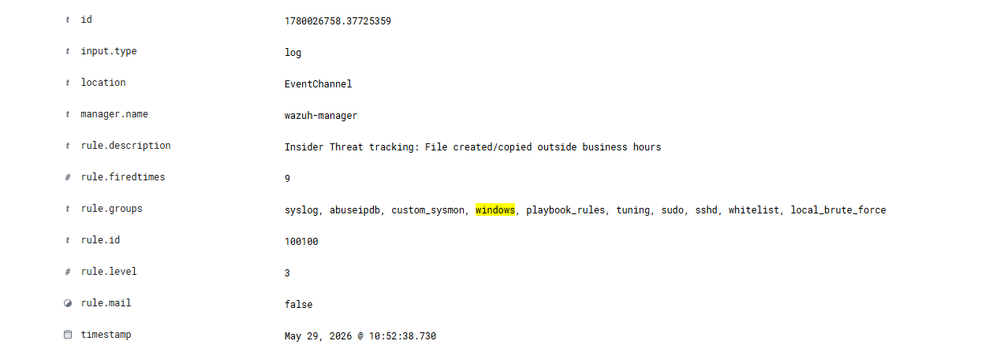 t id 1780026758.37725359
t input.type log
t location EventChannel
t manager.name wazuh-manager
t rule.description Insider Threat tracking: File created/copied outside business hours
# rule.firedtimes 9
t rule.groups syslog, abuseipdb, custom_sysmon, windows, playbook_rules, tuning, sudo, sshd, whitelist, local_brute_force
t rule.id 100100
# rule.level 3
rule.mail false
timestamp May 29, 2026 @ 10:52:38.730